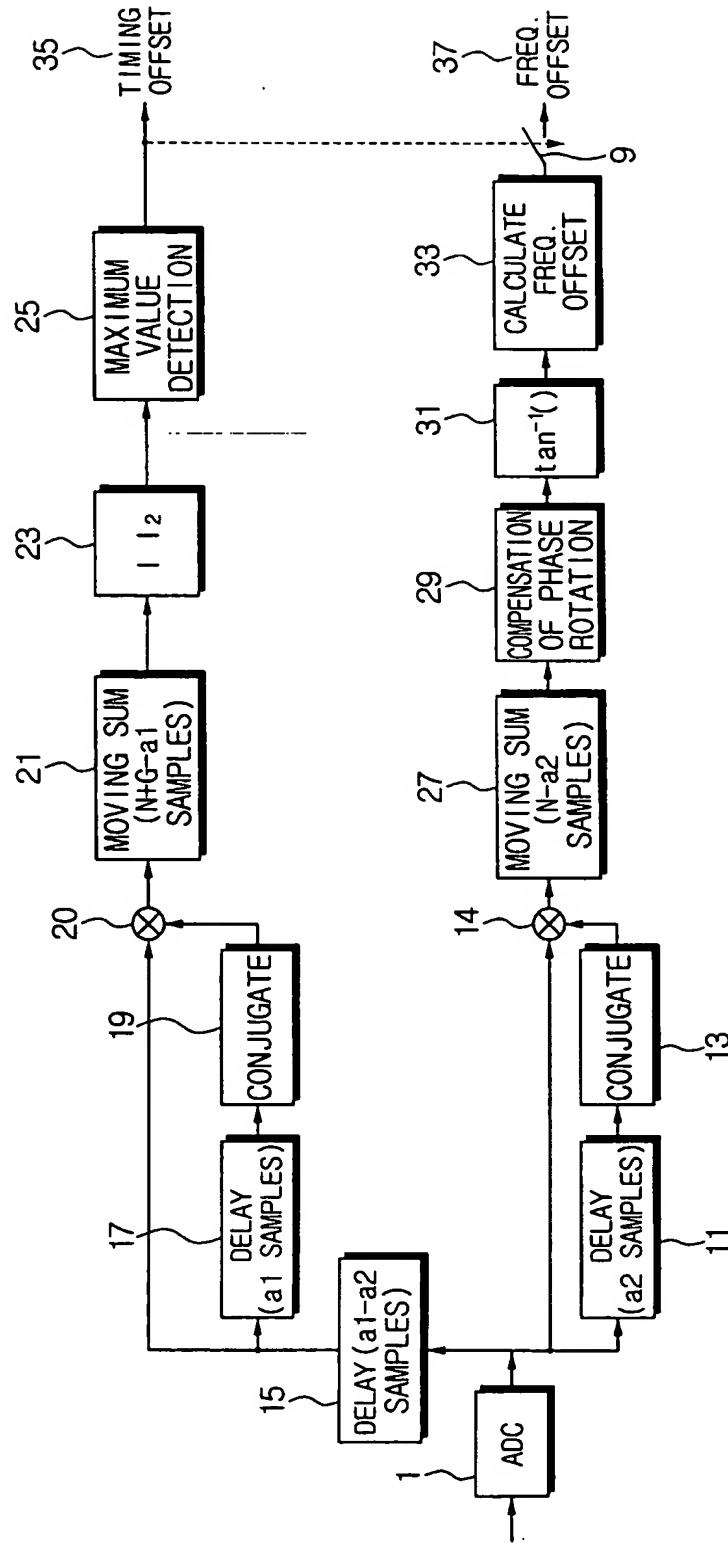 35
TIMING
OFFSET
25
MAXIMUM
VALUE
DETECTION
23
| |2
21
MOVING SUM
(N+G-a1
SAMPLES)
20
19
CONJUGATE
17
DELAY
(a1 SAMPLES)
15
DELAY(a1-a2
SAMPLES)
1
ADC
37
FREQ.
OFFSET
9
33
CALCULATE
FREQ.
OFFSET
31
tan-1()
29
COMPENSATION
OF PHASE
ROTATION
27
MOVING SUM
(N-a2
SAMPLES)
14
13
CONJUGATE
11
DELAY
(a2 SAMPLES)